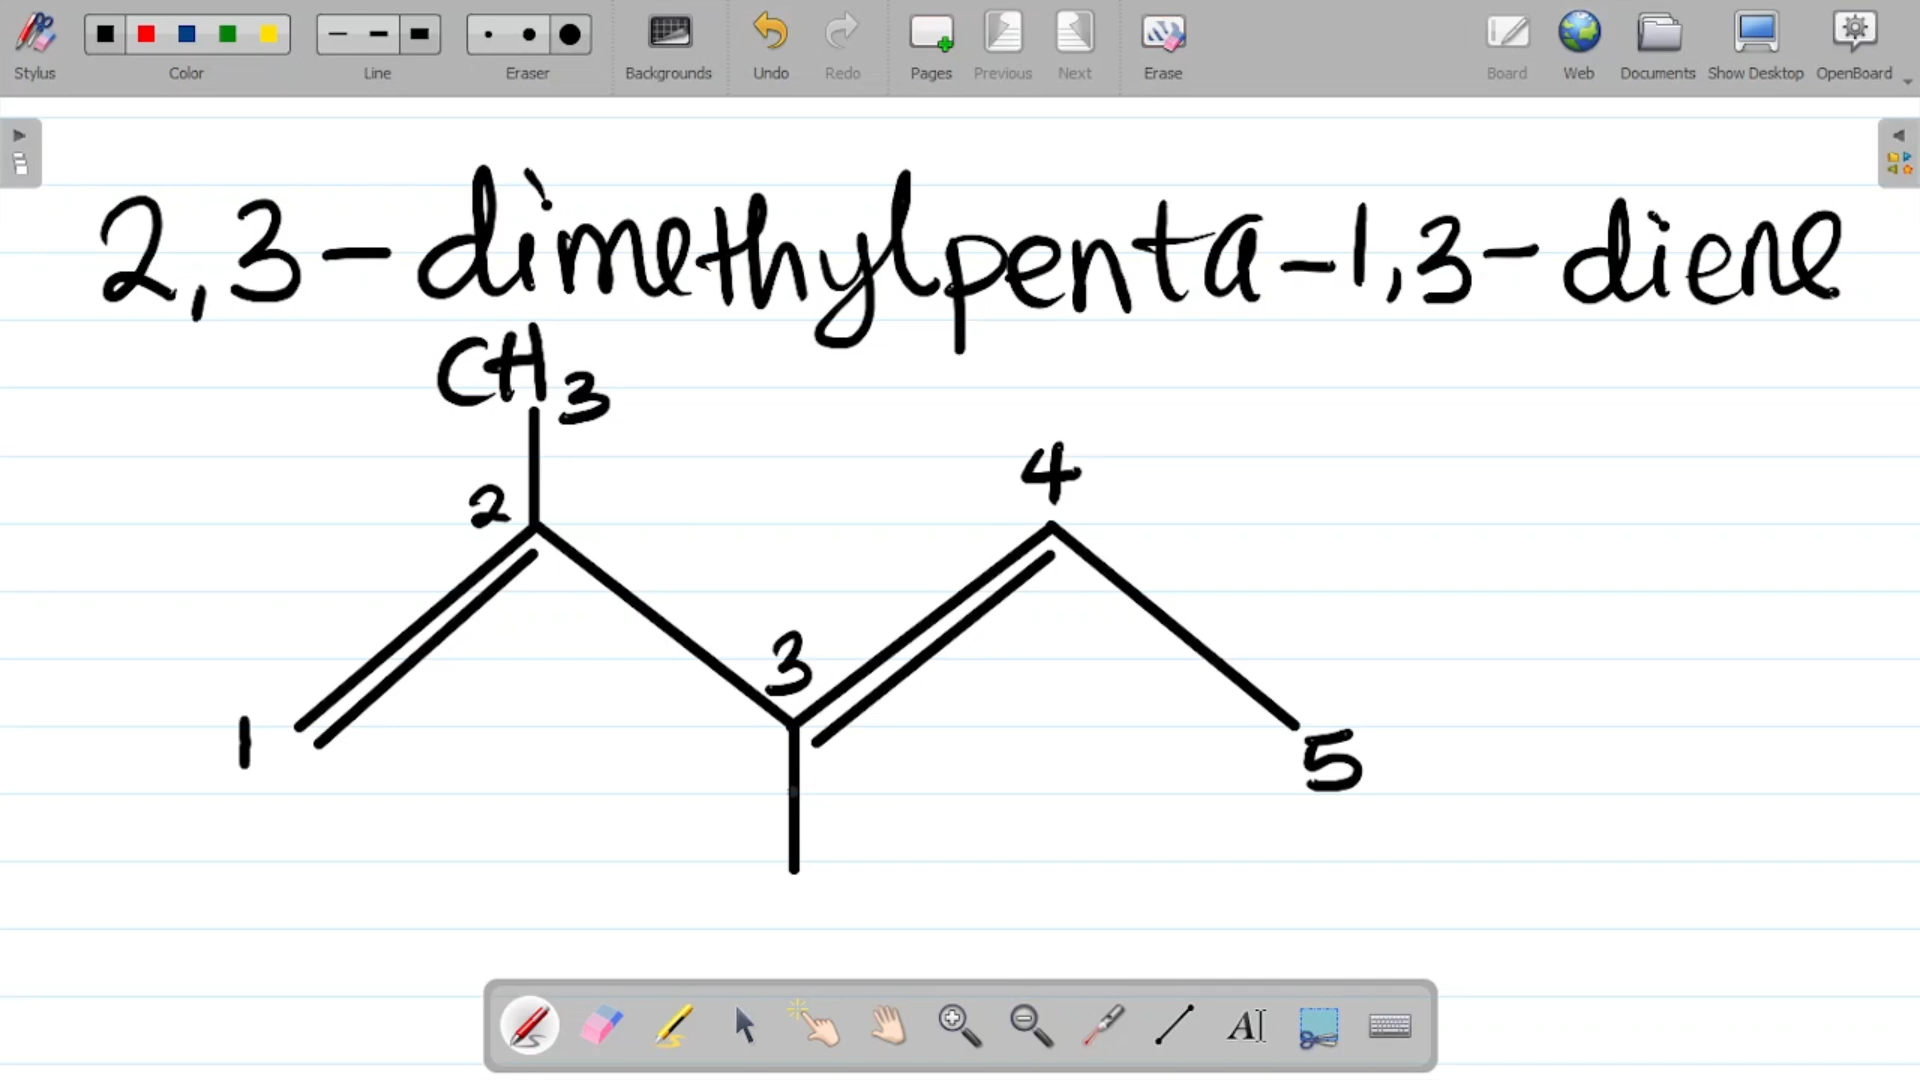 Stylus Color Line Eraser Backgrounds Undo Redo Pages Previous Next Erase Board Web Documents Show Desktop OpenBoard
2,3-dimethylpenta-1,3-diene
CH3
2 4
3
1 5
AI